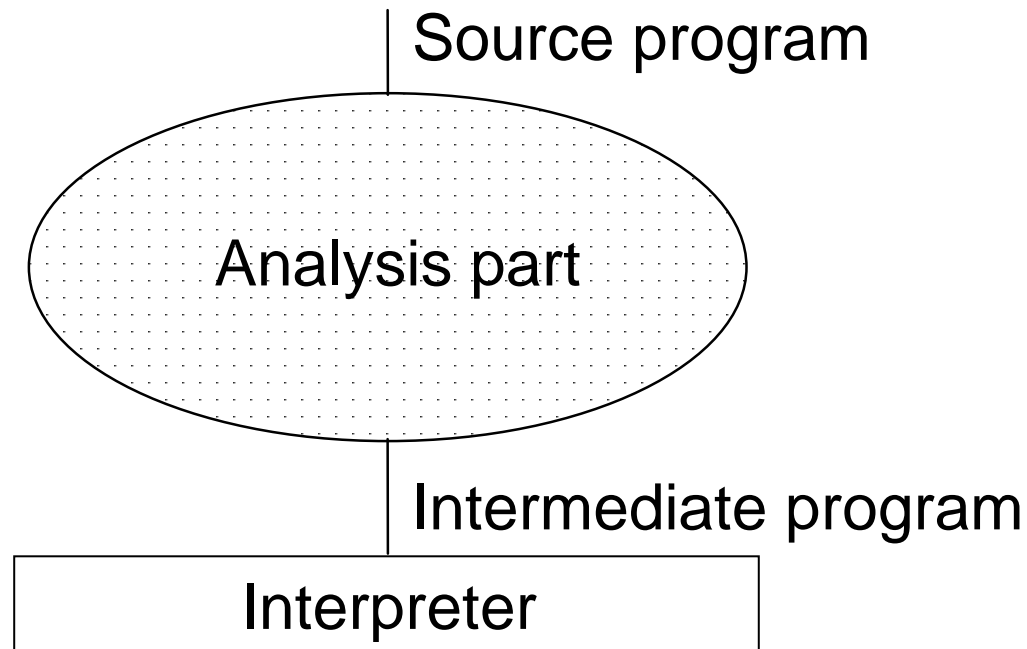 Source program
Analysis part
Intermediate program
Interpreter